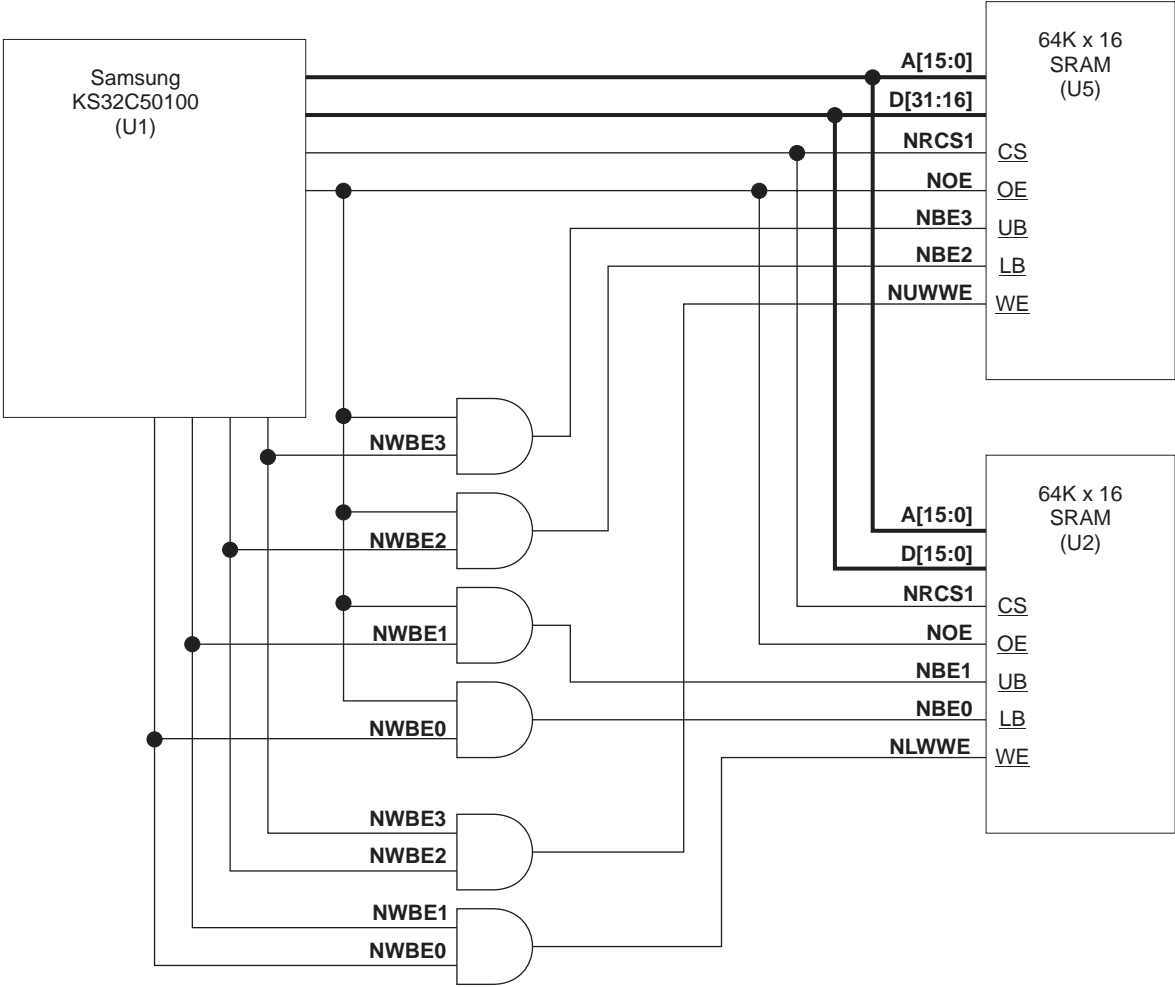 Samsung
KS32C50100
(U1)
64K x 16
SRAM
(U5)
A[15:0]
D[31:16]
NRCS1
CS
NOE
OE
NBE3
UB
NBE2
LB
NUWWE
WE
NWBE3
NWBE2
NWBE1
NWBE0
64K x 16
SRAM
(U2)
A[15:0]
D[15:0]
NRCS1
CS
NOE
OE
NBE1
UB
NBE0
LB
NLWWE
WE
NWBE3
NWBE2
NWBE1
NWBE0